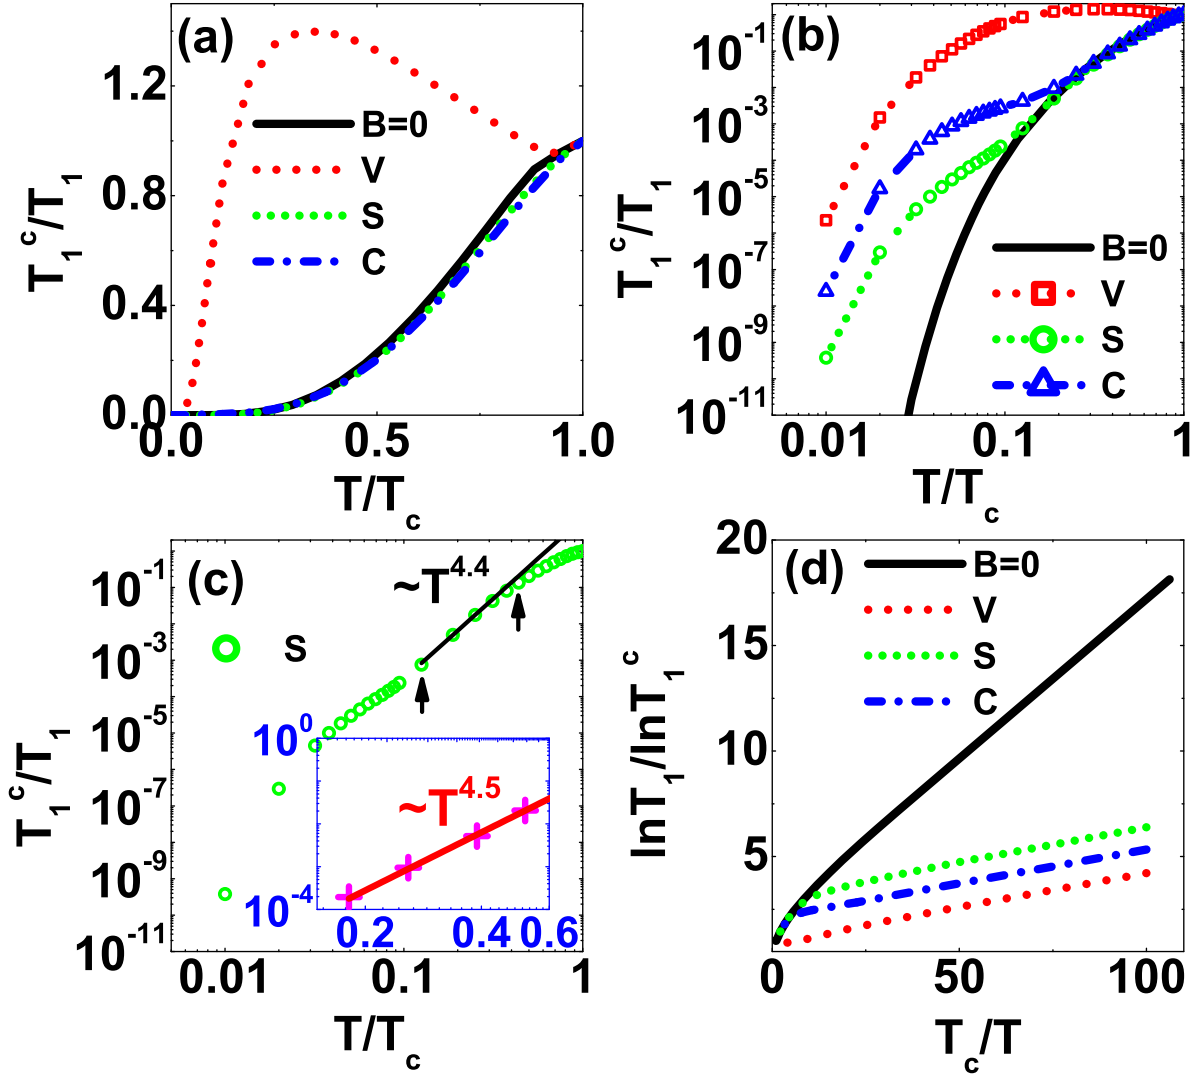 (a)
1.2
0.8
0.4
0.0
T₁ᶜ/T₁
B=0
V
S
C
0.0 0.5 1.0
T/Tc
(b)
10⁻¹
10⁻³
10⁻⁵
10⁻⁷
10⁻⁹
10⁻¹¹
T₁ᶜ/T₁
B=0
V
S
C
0.01 0.1 1
T/Tc
(c)
~T⁴·⁴
S
10⁻¹
10⁻³
10⁻⁵
10⁻⁷
10⁻⁹
10⁻¹¹
T₁ᶜ/T₁
10⁰
~T⁴·⁵
10⁻⁴
0.2 0.4 0.6
0.01 0.1 1
T/Tc
(d)
20
15
10
5
lnT₁/lnT₁ᶜ
B=0
V
S
C
0 50 100
Tc/T